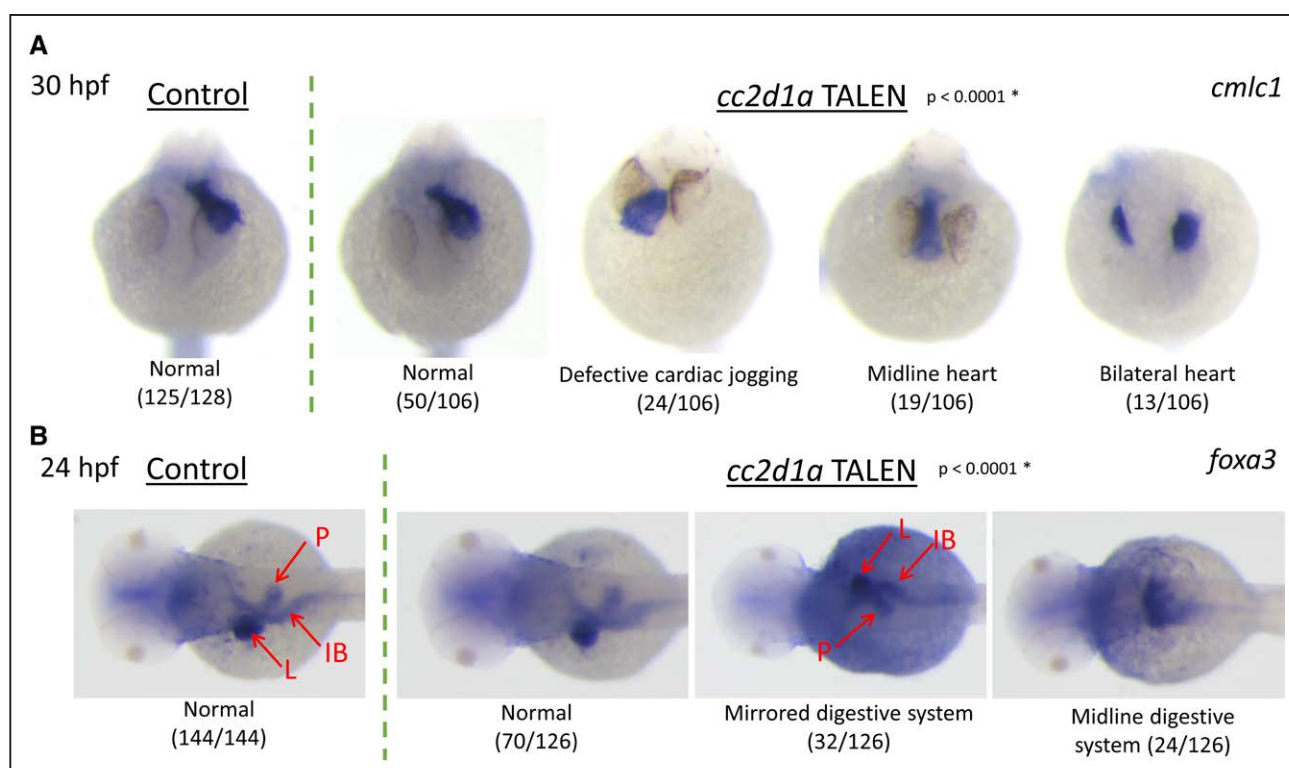 A
30 hpf
Control
cc2d1a TALEN p < 0.0001 *
cmlc1
Normal
(125/128)
Normal
(50/106)
Defective cardiac jogging
(24/106)
Midline heart
(19/106)
Bilateral heart
(13/106)
B
24 hpf
Control
cc2d1a TALEN p < 0.0001 *
foxa3
P
IB
L
L
IB
P
Normal
(144/144)
Normal
(70/126)
Mirrored digestive system
(32/126)
Midline digestive
system (24/126)